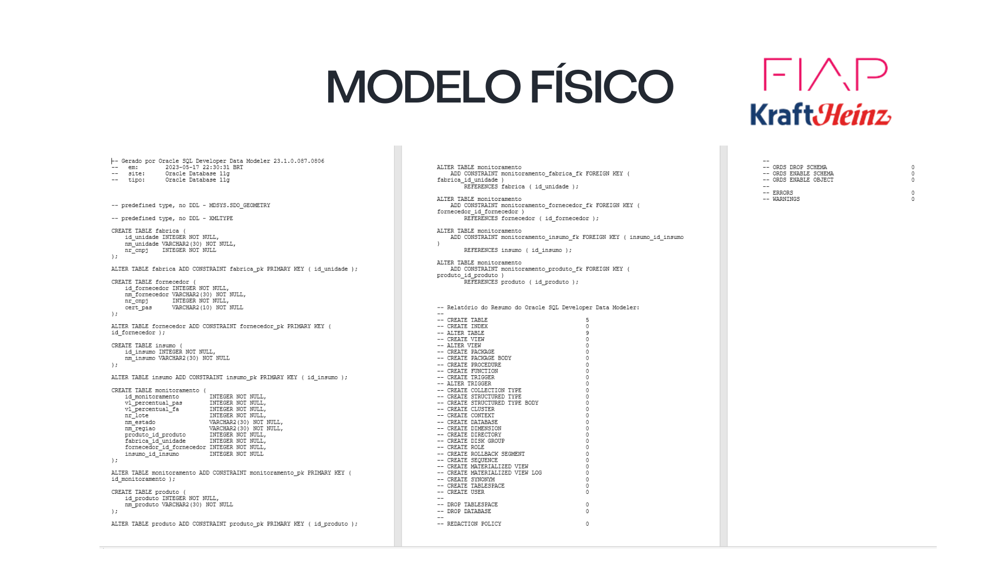 MODELO FÍSICO
FIAP
KraftHeinz
-- Gerado por Oracle SQL Developer Data Modeler 23.1.0.087.0806
--   em:        2023-05-17 22:30:31 BRT
--   site:      Oracle Database 11g
--   tipo:      Oracle Database 11g
-- predefined type, no DDL - MDSYS.SDO_GEOMETRY
-- predefined type, no DDL - XMLTYPE
CREATE TABLE fabrica (
    id_unidade INTEGER NOT NULL,
    nm_unidade VARCHAR2(30) NOT NULL,
    nr_cnpj    INTEGER NOT NULL
);
ALTER TABLE fabrica ADD CONSTRAINT fabrica_pk PRIMARY KEY ( id_unidade );
CREATE TABLE fornecedor (
    id_fornecedor INTEGER NOT NULL,
    nm_fornecedor VARCHAR2(30) NOT NULL,
    nr_cnpj       INTEGER NOT NULL,
    cert_pas      VARCHAR2(10) NOT NULL
);
ALTER TABLE fornecedor ADD CONSTRAINT fornecedor_pk PRIMARY KEY (
id_fornecedor );
CREATE TABLE insumo (
    id_insumo INTEGER NOT NULL,
    nm_insumo VARCHAR2(30) NOT NULL
);
ALTER TABLE insumo ADD CONSTRAINT insumo_pk PRIMARY KEY ( id_insumo );
CREATE TABLE monitoramento (
    id_monitoramento         INTEGER NOT NULL,
    vl_percentual_pas        INTEGER NOT NULL,
    vl_percentual_fa         INTEGER NOT NULL,
    nr_lote                  INTEGER NOT NULL,
    nm_estado                VARCHAR2(30) NOT NULL,
    nm_regiao                VARCHAR2(30) NOT NULL,
    produto_id_produto       INTEGER NOT NULL,
    fabrica_id_unidade       INTEGER NOT NULL,
    fornecedor_id_fornecedor INTEGER NOT NULL,
    insumo_id_insumo         INTEGER NOT NULL
);
ALTER TABLE monitoramento ADD CONSTRAINT monitoramento_pk PRIMARY KEY (
id_monitoramento );
CREATE TABLE produto (
    id_produto INTEGER NOT NULL,
    nm_produto VARCHAR2(30) NOT NULL
);
ALTER TABLE produto ADD CONSTRAINT produto_pk PRIMARY KEY ( id_produto );
ALTER TABLE monitoramento
    ADD CONSTRAINT monitoramento_fabrica_fk FOREIGN KEY (
fabrica_id_unidade )
        REFERENCES fabrica ( id_unidade );
ALTER TABLE monitoramento
    ADD CONSTRAINT monitoramento_fornecedor_fk FOREIGN KEY (
fornecedor_id_fornecedor )
        REFERENCES fornecedor ( id_fornecedor );
ALTER TABLE monitoramento
    ADD CONSTRAINT monitoramento_insumo_fk FOREIGN KEY ( insumo_id_insumo
)
        REFERENCES insumo ( id_insumo );
ALTER TABLE monitoramento
    ADD CONSTRAINT monitoramento_produto_fk FOREIGN KEY (
produto_id_produto )
        REFERENCES produto ( id_produto );
-- Relatório do Resumo do Oracle SQL Developer Data Modeler:
--
-- CREATE TABLE                             5
-- CREATE INDEX                             0
-- ALTER TABLE                              9
-- CREATE VIEW                              0
-- ALTER VIEW                               0
-- CREATE PACKAGE                           0
-- CREATE PACKAGE BODY                      0
-- CREATE PROCEDURE                         0
-- CREATE FUNCTION                          0
-- CREATE TRIGGER                           0
-- ALTER TRIGGER                            0
-- CREATE COLLECTION TYPE                   0
-- CREATE STRUCTURED TYPE                   0
-- CREATE STRUCTURED TYPE BODY              0
-- CREATE CLUSTER                           0
-- CREATE CONTEXT                           0
-- CREATE DATABASE                          0
-- CREATE DIMENSION                         0
-- CREATE DIRECTORY                         0
-- CREATE DISK GROUP                        0
-- CREATE ROLE                              0
-- CREATE ROLLBACK SEGMENT                  0
-- CREATE SEQUENCE                          0
-- CREATE MATERIALIZED VIEW                 0
-- CREATE MATERIALIZED VIEW LOG             0
-- CREATE SYNONYM                           0
-- CREATE TABLESPACE                        0
-- CREATE USER                              0
--
-- DROP TABLESPACE                          0
-- DROP DATABASE                            0
--
-- REDACTION POLICY                         0
--
-- ORDS DROP SCHEMA                         0
-- ORDS ENABLE SCHEMA                       0
-- ORDS ENABLE OBJECT                       0
--
-- ERRORS                                   0
-- WARNINGS                                 0